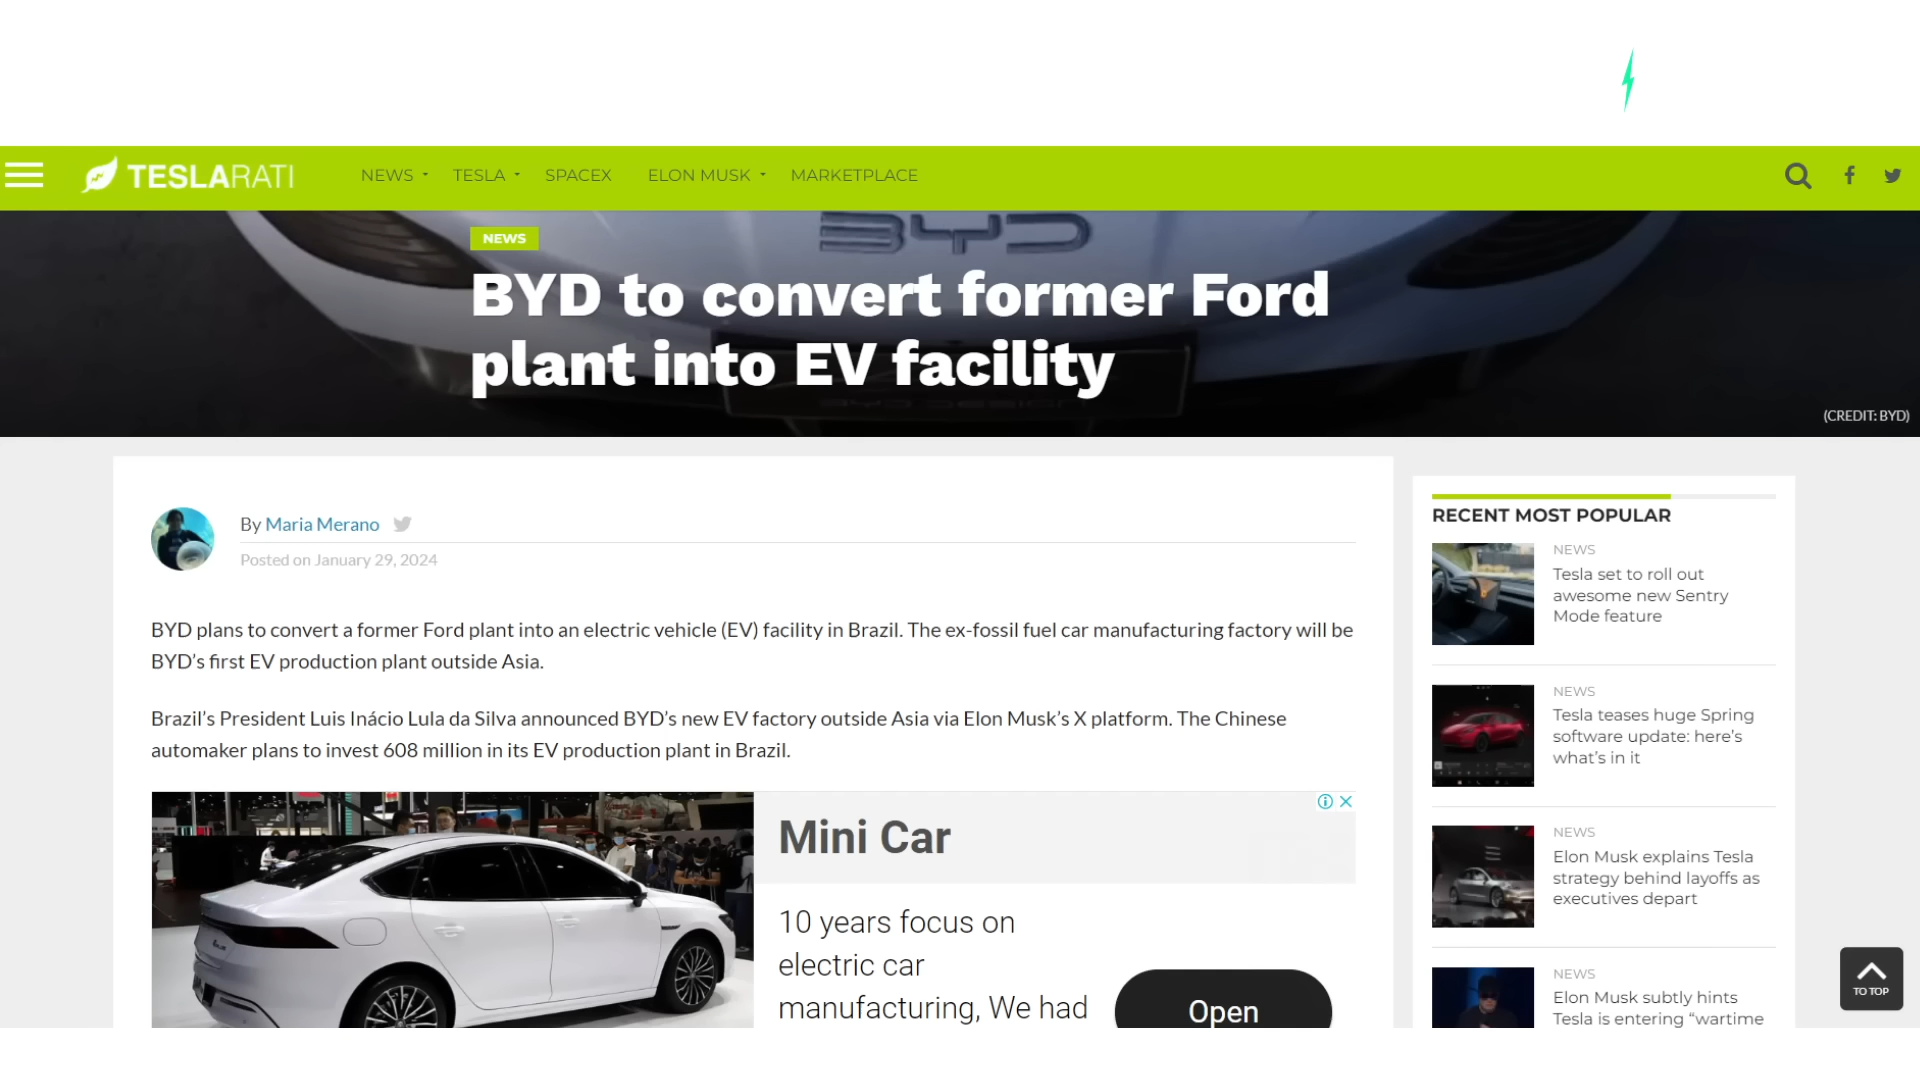 TESLARATI
NEWS
TESLA
SPACEX
ELON MUSK
MARKETPLACE
BYD
NEWS
BYD to convert former Ford
plant into EV facility
BYD DESIGN
(CREDIT: BYD)
By Maria Merano
Posted on January 29, 2024
BYD plans to convert a former Ford plant into an electric vehicle (EV) facility in Brazil. The ex-fossil fuel car manufacturing factory will be
BYD's first EV production plant outside Asia.
Brazil's President Luis Inácio Lula da Silva announced BYD's new EV factory outside Asia via Elon Musk's X platform. The Chinese
automaker plans to invest 608 million in its EV production plant in Brazil.
Mini Car
10 years focus on
electric car
manufacturing, We had
Open
RECENT MOST POPULAR
NEWS
Tesla set to roll out
awesome new Sentry
Mode feature
NEWS
Tesla teases huge Spring
software update: here's
what's in it
NEWS
Elon Musk explains Tesla
strategy behind layoffs as
executives depart
NEWS
Elon Musk subtly hints
Tesla is entering “wartime
TO TOP